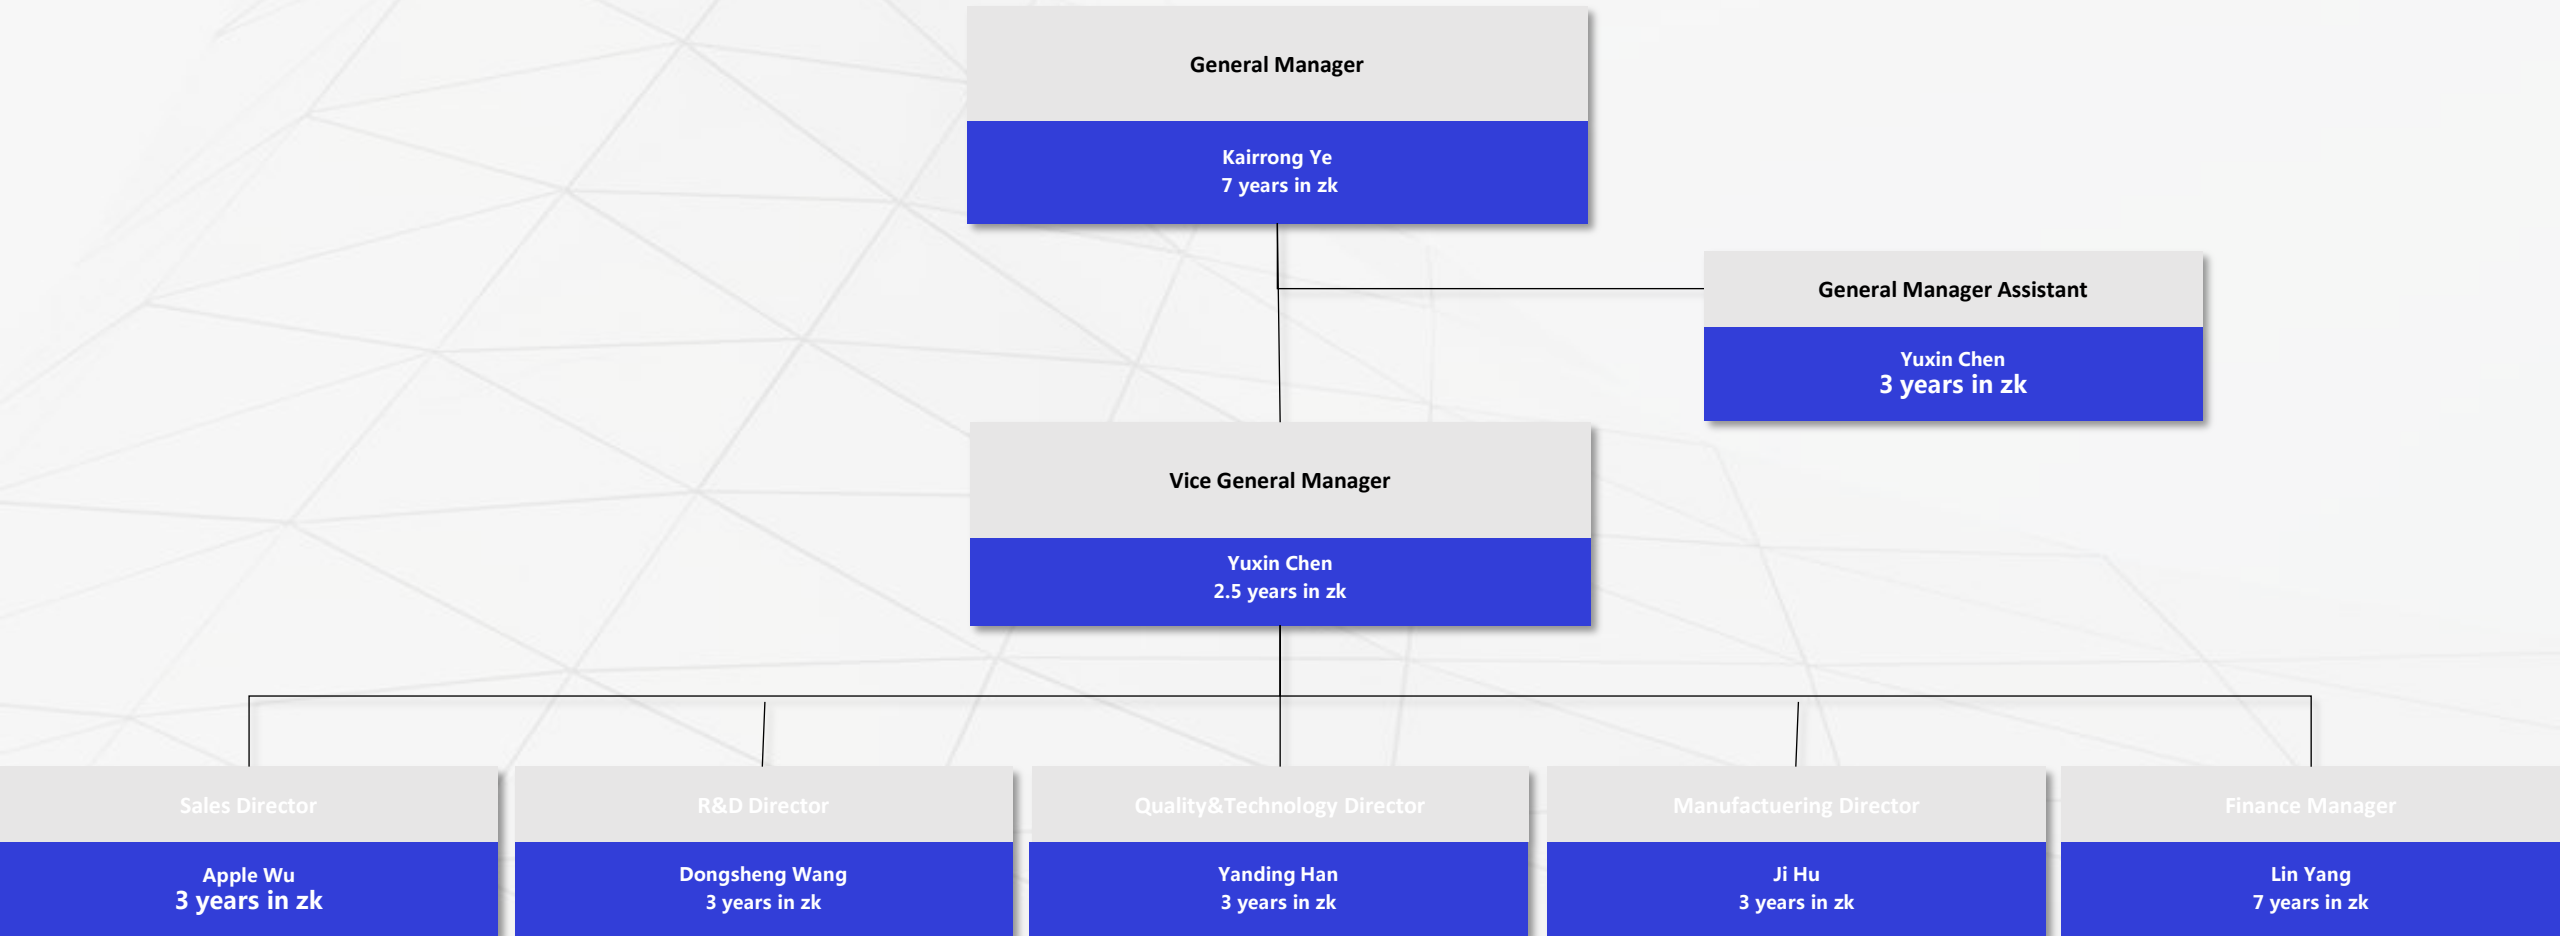 General Manager
Kairrong Ye
7 years in zk
General Manager Assistant
Yuxin Chen
3 years in zk
Vice General Manager
Yuxin Chen
2.5 years in zk
Sales Director
Apple Wu
3 years in zk
R&D Director
Dongsheng Wang
3 years in zk
Quality&Technology Director
Yanding Han
3 years in zk
Manufactuering Director
Ji Hu
3 years in zk
Finance Manager
Lin Yang
7 years in zk